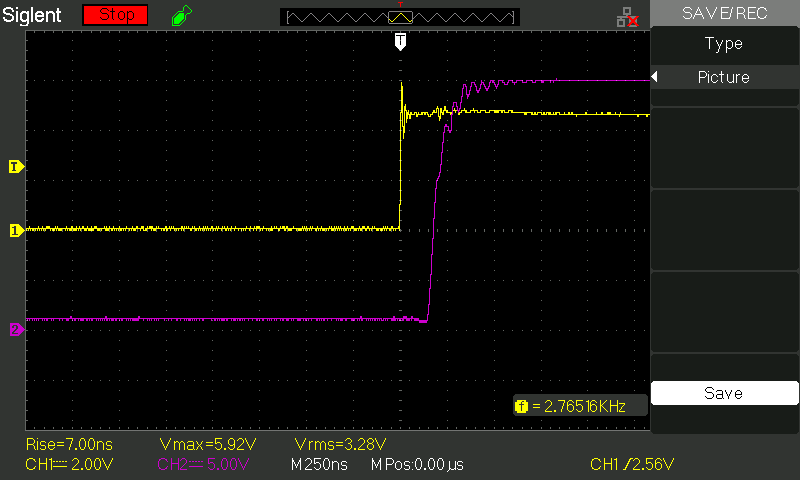 Siglent Stop T SAVE/REC
T
Type
Picture
T
1
2
f = 2.76516KHz
Save
Rise=7.00ns Vmax=5.92V Vrms=3.28V
CH1 2.00V CH2 5.00V M250ns MPos:0.00µs CH1 2.56V